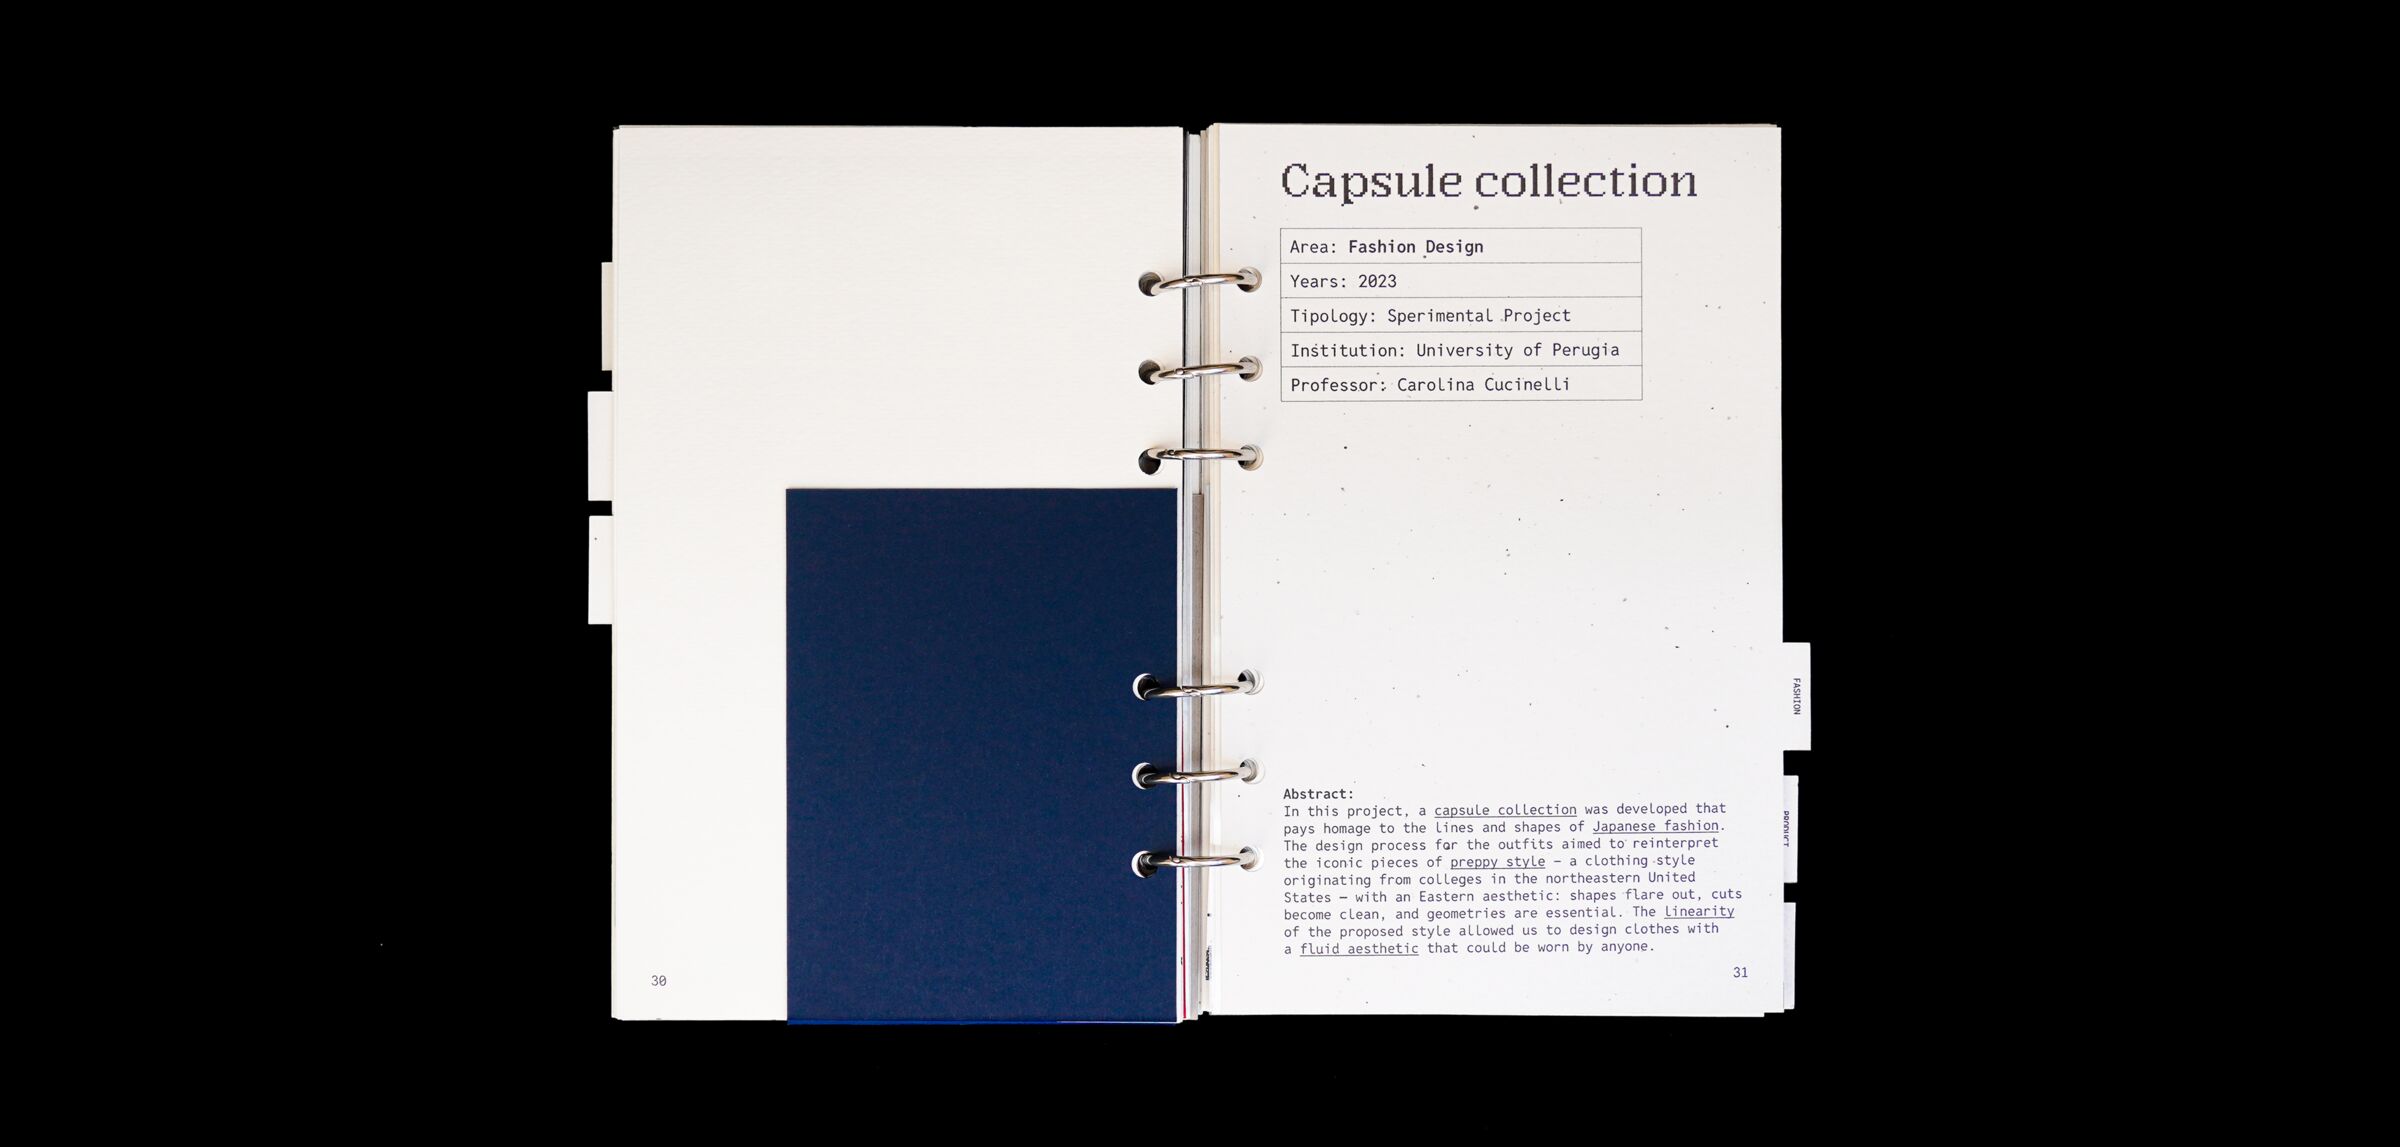 30
Capsule collection
Area: Fashion Design
Years: 2023
Tipology: Sperimental Project
Institution: University of Perugia
Professor: Carolina Cucinelli
FASHION
PRODUCT
Abstract:
In this project, a capsule collection was developed that
pays homage to the lines and shapes of Japanese fashion.
The design process for the outfits aimed to reinterpret
the iconic pieces of preppy style – a clothing style
originating from colleges in the northeastern United
States – with an Eastern aesthetic: shapes flare out, cuts
become clean, and geometries are essential. The linearity
of the proposed style allowed us to design clothes with
a fluid aesthetic that could be worn by anyone.
31